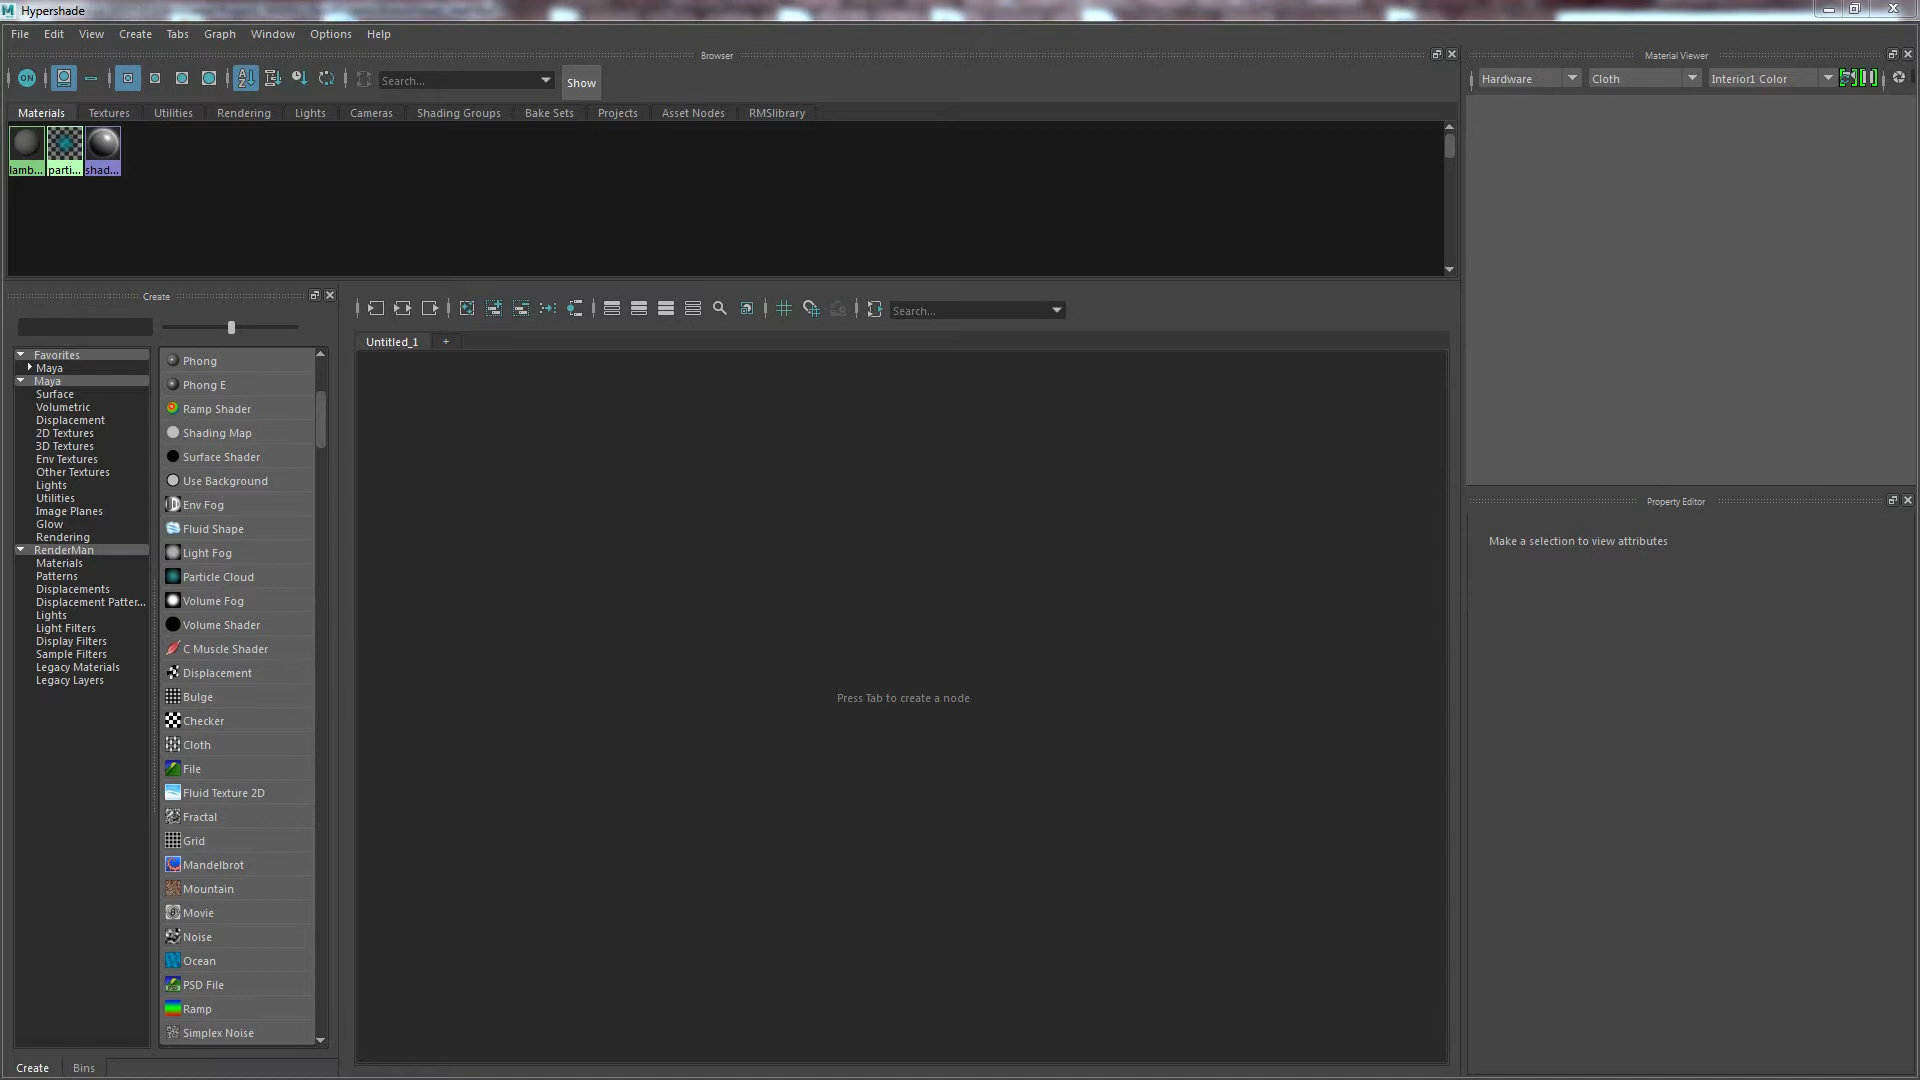 Hypershade
File Edit View Create Tabs Graph Window Options Help
Browser
ON
Search...
Show
Materials Textures Utilities Rendering Lights Cameras Shading Groups Bake Sets Projects Asset Nodes RMSlibrary
lamb... parti... shad...
Material Viewer
Hardware Cloth Interior1 Color
Create
Search...
Untitled_1 +
Favorites
Maya
Maya
Surface
Volumetric
Displacement
2D Textures
3D Textures
Env Textures
Other Textures
Lights
Utilities
Image Planes
Glow
Rendering
RenderMan
Materials
Patterns
Displacements
Displacement Patter...
Lights
Light Filters
Display Filters
Sample Filters
Legacy Materials
Legacy Layers
Phong
Phong E
Ramp Shader
Shading Map
Surface Shader
Use Background
Env Fog
Fluid Shape
Light Fog
Particle Cloud
Volume Fog
Volume Shader
C Muscle Shader
Displacement
Bulge
Checker
Cloth
File
Fluid Texture 2D
Fractal
Grid
Mandelbrot
Mountain
Movie
Noise
Ocean
PSD File
Ramp
Simplex Noise
Press Tab to create a node
Property Editor
Make a selection to view attributes
Create Bins